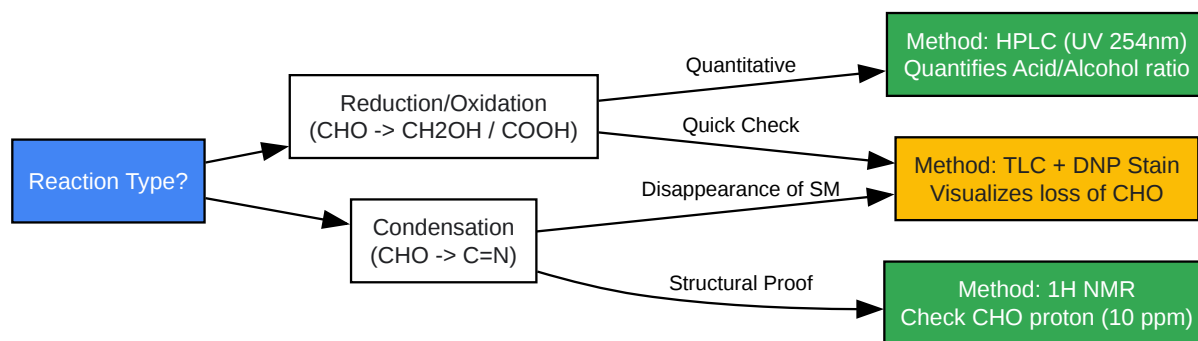 Reaction Type?
Reduction/Oxidation
(CHO -> CH2OH / COOH)
Condensation
(CHO -> C=N)
Quantitative
Quick Check
Disappearance of SM
Structural Proof
Method: HPLC (UV 254nm)
Quantifies Acid/Alcohol ratio
Method: TLC + DNP Stain
Visualizes loss of CHO
Method: 1H NMR
Check CHO proton (10 ppm)